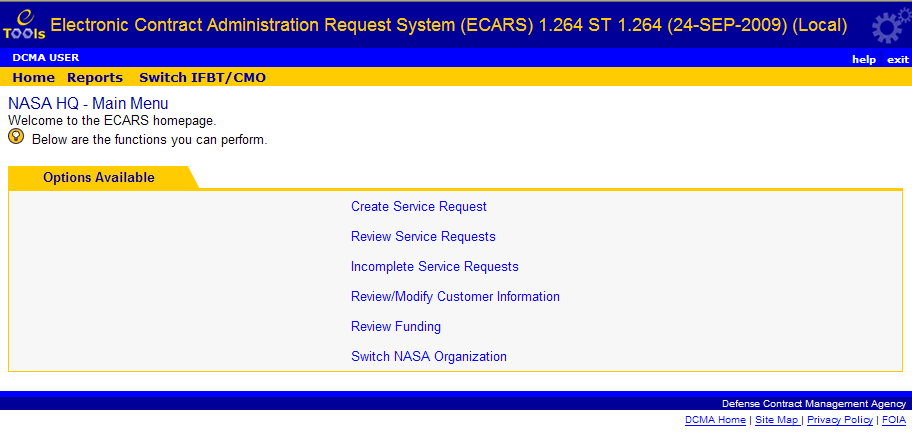 e
TOOls Electronic Contract Administration Request System (ECARS) 1.264 ST 1.264 (24-SEP-2009) (Local)
DCMA USER help exit
Home Reports Switch IFBT/CMO
NASA HQ - Main Menu
Welcome to the ECARS homepage.
Below are the functions you can perform.
Options Available
Create Service Request
Review Service Requests
Incomplete Service Requests
Review/Modify Customer Information
Review Funding
Switch NASA Organization
Defense Contract Management Agency
DCMA Home | Site Map | Privacy Policy | FOIA